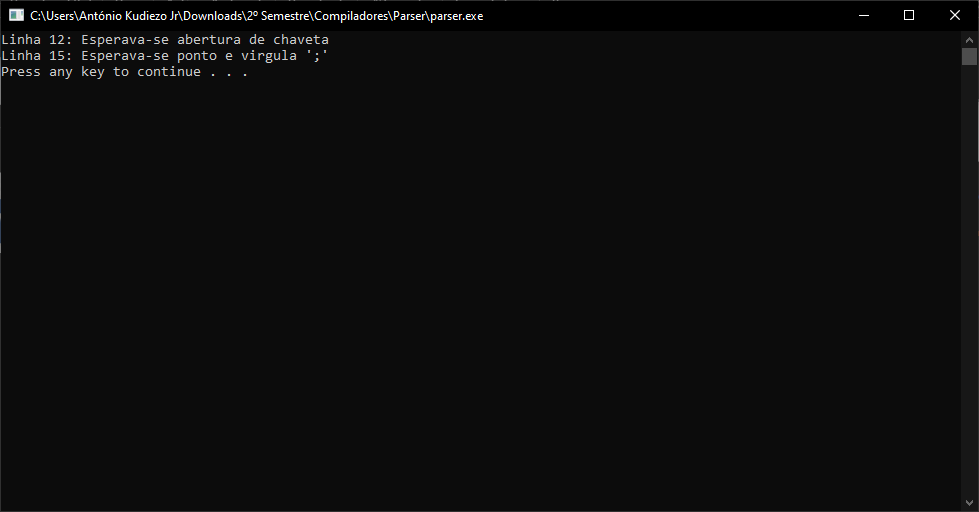 C:\Users\António Kudiezo Jr\Downloads\2º Semestre\Compiladores\Parser\parser.exe
Linha 12: Esperava-se abertura de chaveta
Linha 15: Esperava-se ponto e virgula ';'
Press any key to continue . . .